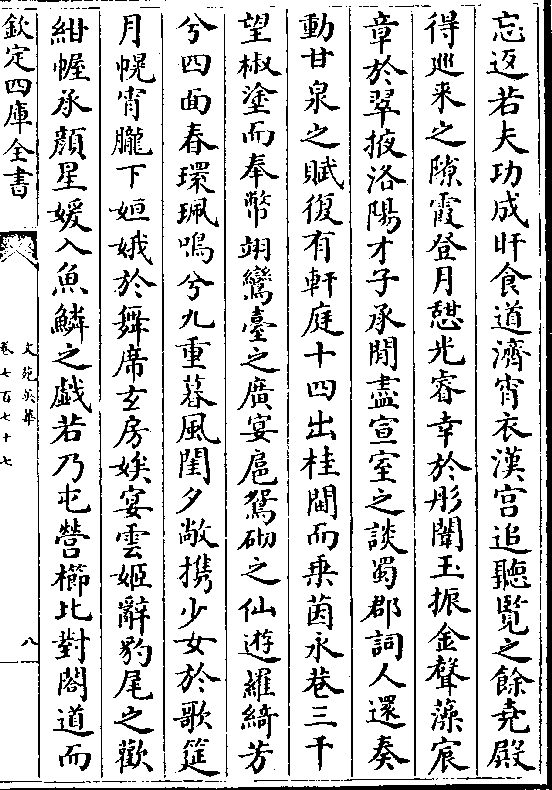 忘返若夫功成旰食道濟宵衣漢宫追聽覽之餘堯殿
得廵来之隙霞登月憇光睿幸於彤闈玉振金聲藻宸
章於翠掖洛陽才子承閒盡宣室之談蜀郡詞人還奏
動甘泉之賦復有軒庭十四出桂閫而乗茵永巷三千
望椒塗而奉幣翊鸞臺之廣宴扈鴛砌之仙遊羅綺芳
兮四面春環珮鳴兮九重暮風閨夕敞携少女於歌筵
月幌宵朧下姮娥於舞席玄房娭宴雲姬辭豹尾之歡
紺幄承顔星媛入魚鱗之戯若乃屯營櫛比對閣道而
欽定四庫全書
文苑英華
卷七百七十七
八